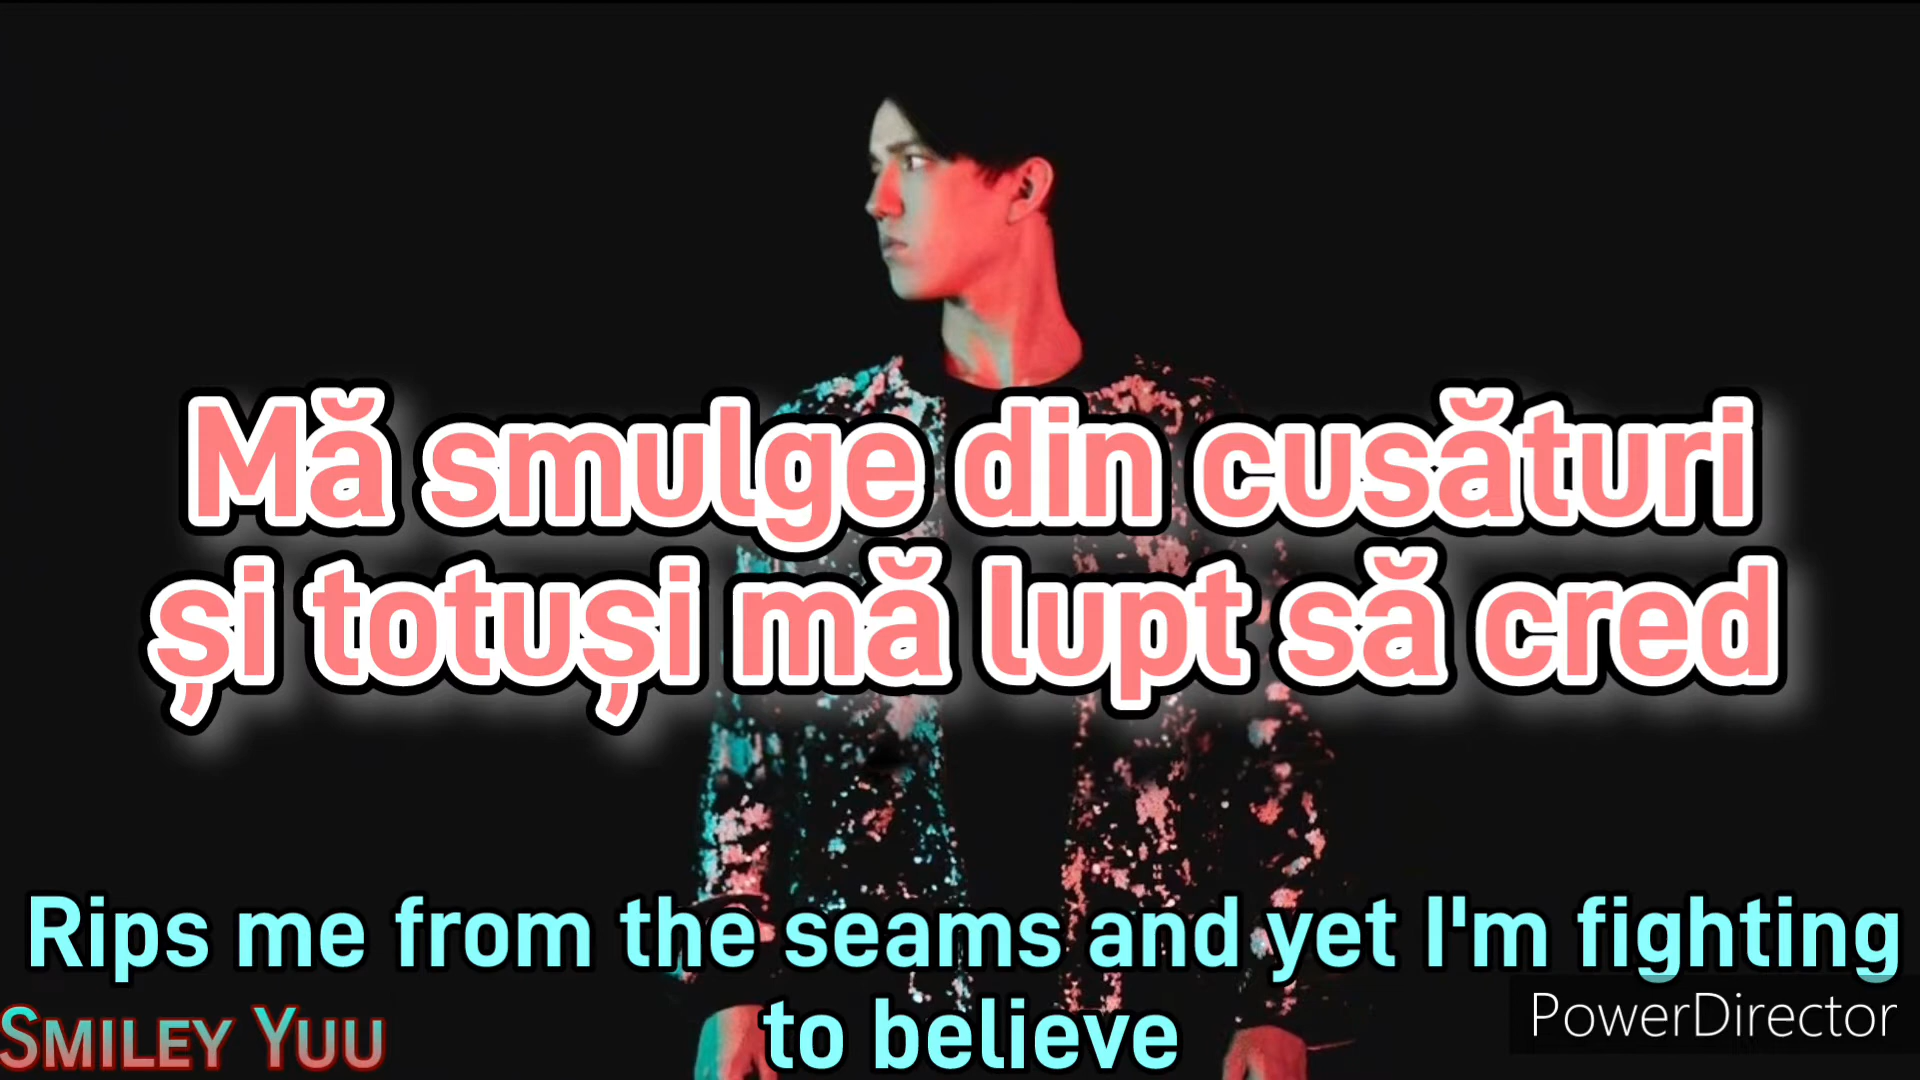 Mă smulge din cusături
și totuși mă lupt să cred
Rips me from the seams and yet I'm fighting
to believe
SMILEY YUU
PowerDirector